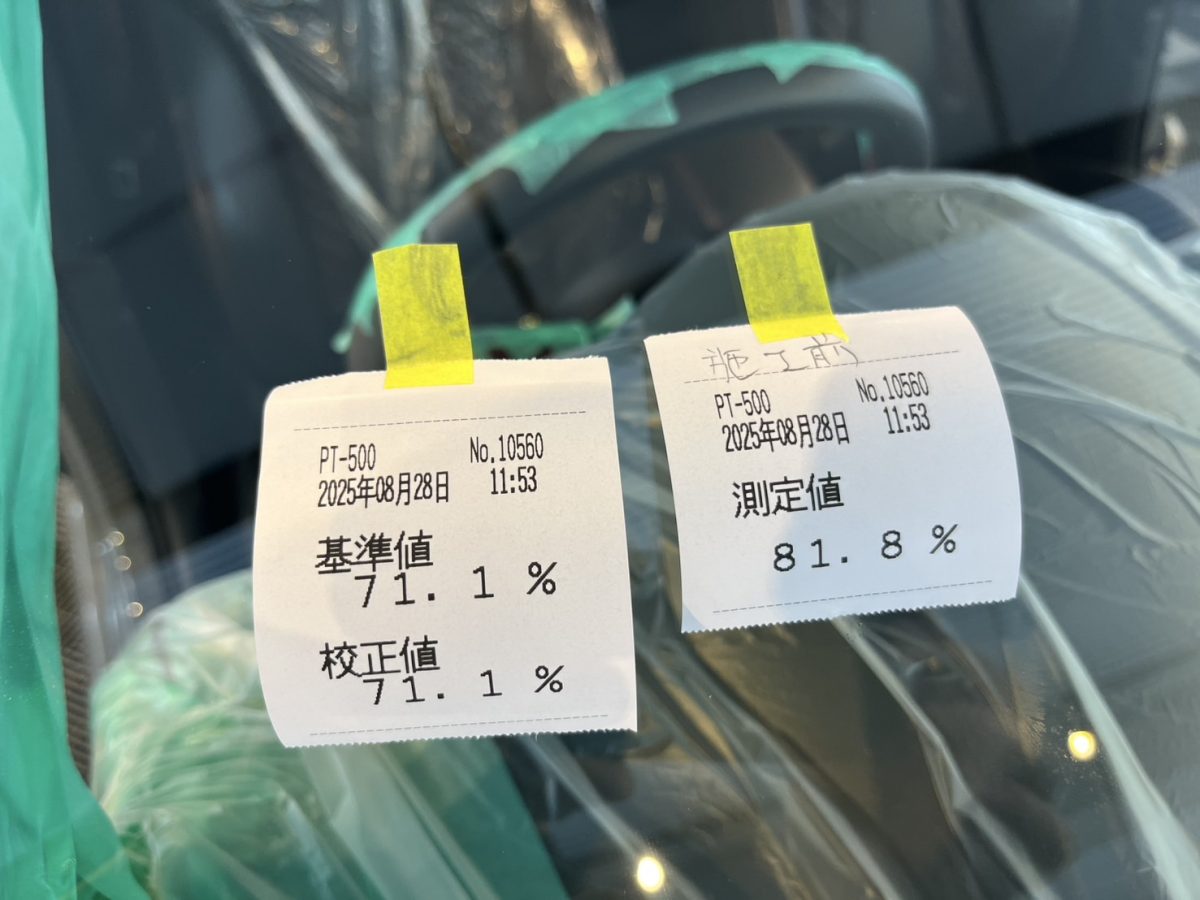 PT-500 No.10560
2025年08月28日 11:53
基準値
71.1 %
校正値
71.1 %
施工前
PT-500 No.10560
2025年08月28日 11:53
測定値
81.8 %